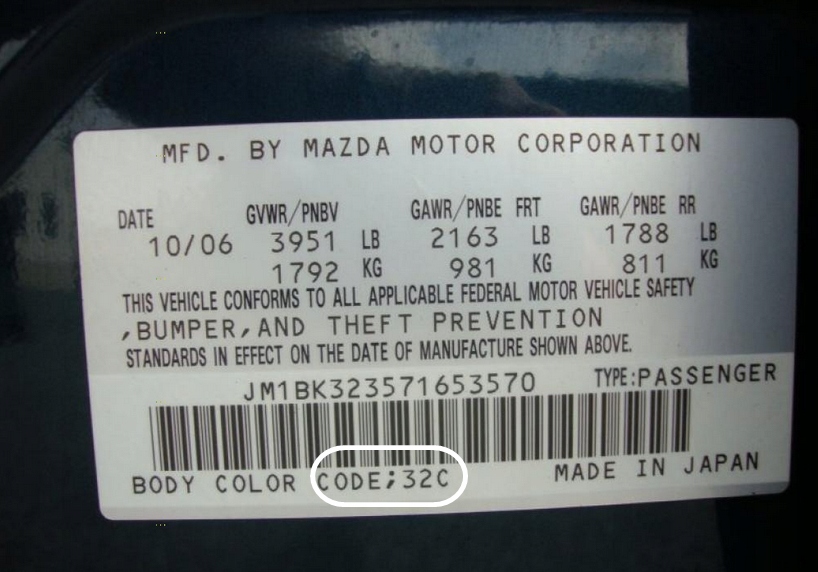 MFD. BY MAZDA MOTOR CORPORATION
DATE GVWR/PNBV GAWR/PNBE FRT GAWR/PNBE RR
10/06 3951 LB 2163 LB 1788 LB
1792 KG 981 KG 811 KG
THIS VEHICLE CONFORMS TO ALL APPLICABLE FEDERAL MOTOR VEHICLE SAFETY
,BUMPER,AND THEFT PREVENTION
STANDARDS IN EFFECT ON THE DATE OF MANUFACTURE SHOWN ABOVE.
JM1BK323571653570 TYPE:PASSENGER
BODY COLOR CODE;32C MADE IN JAPAN